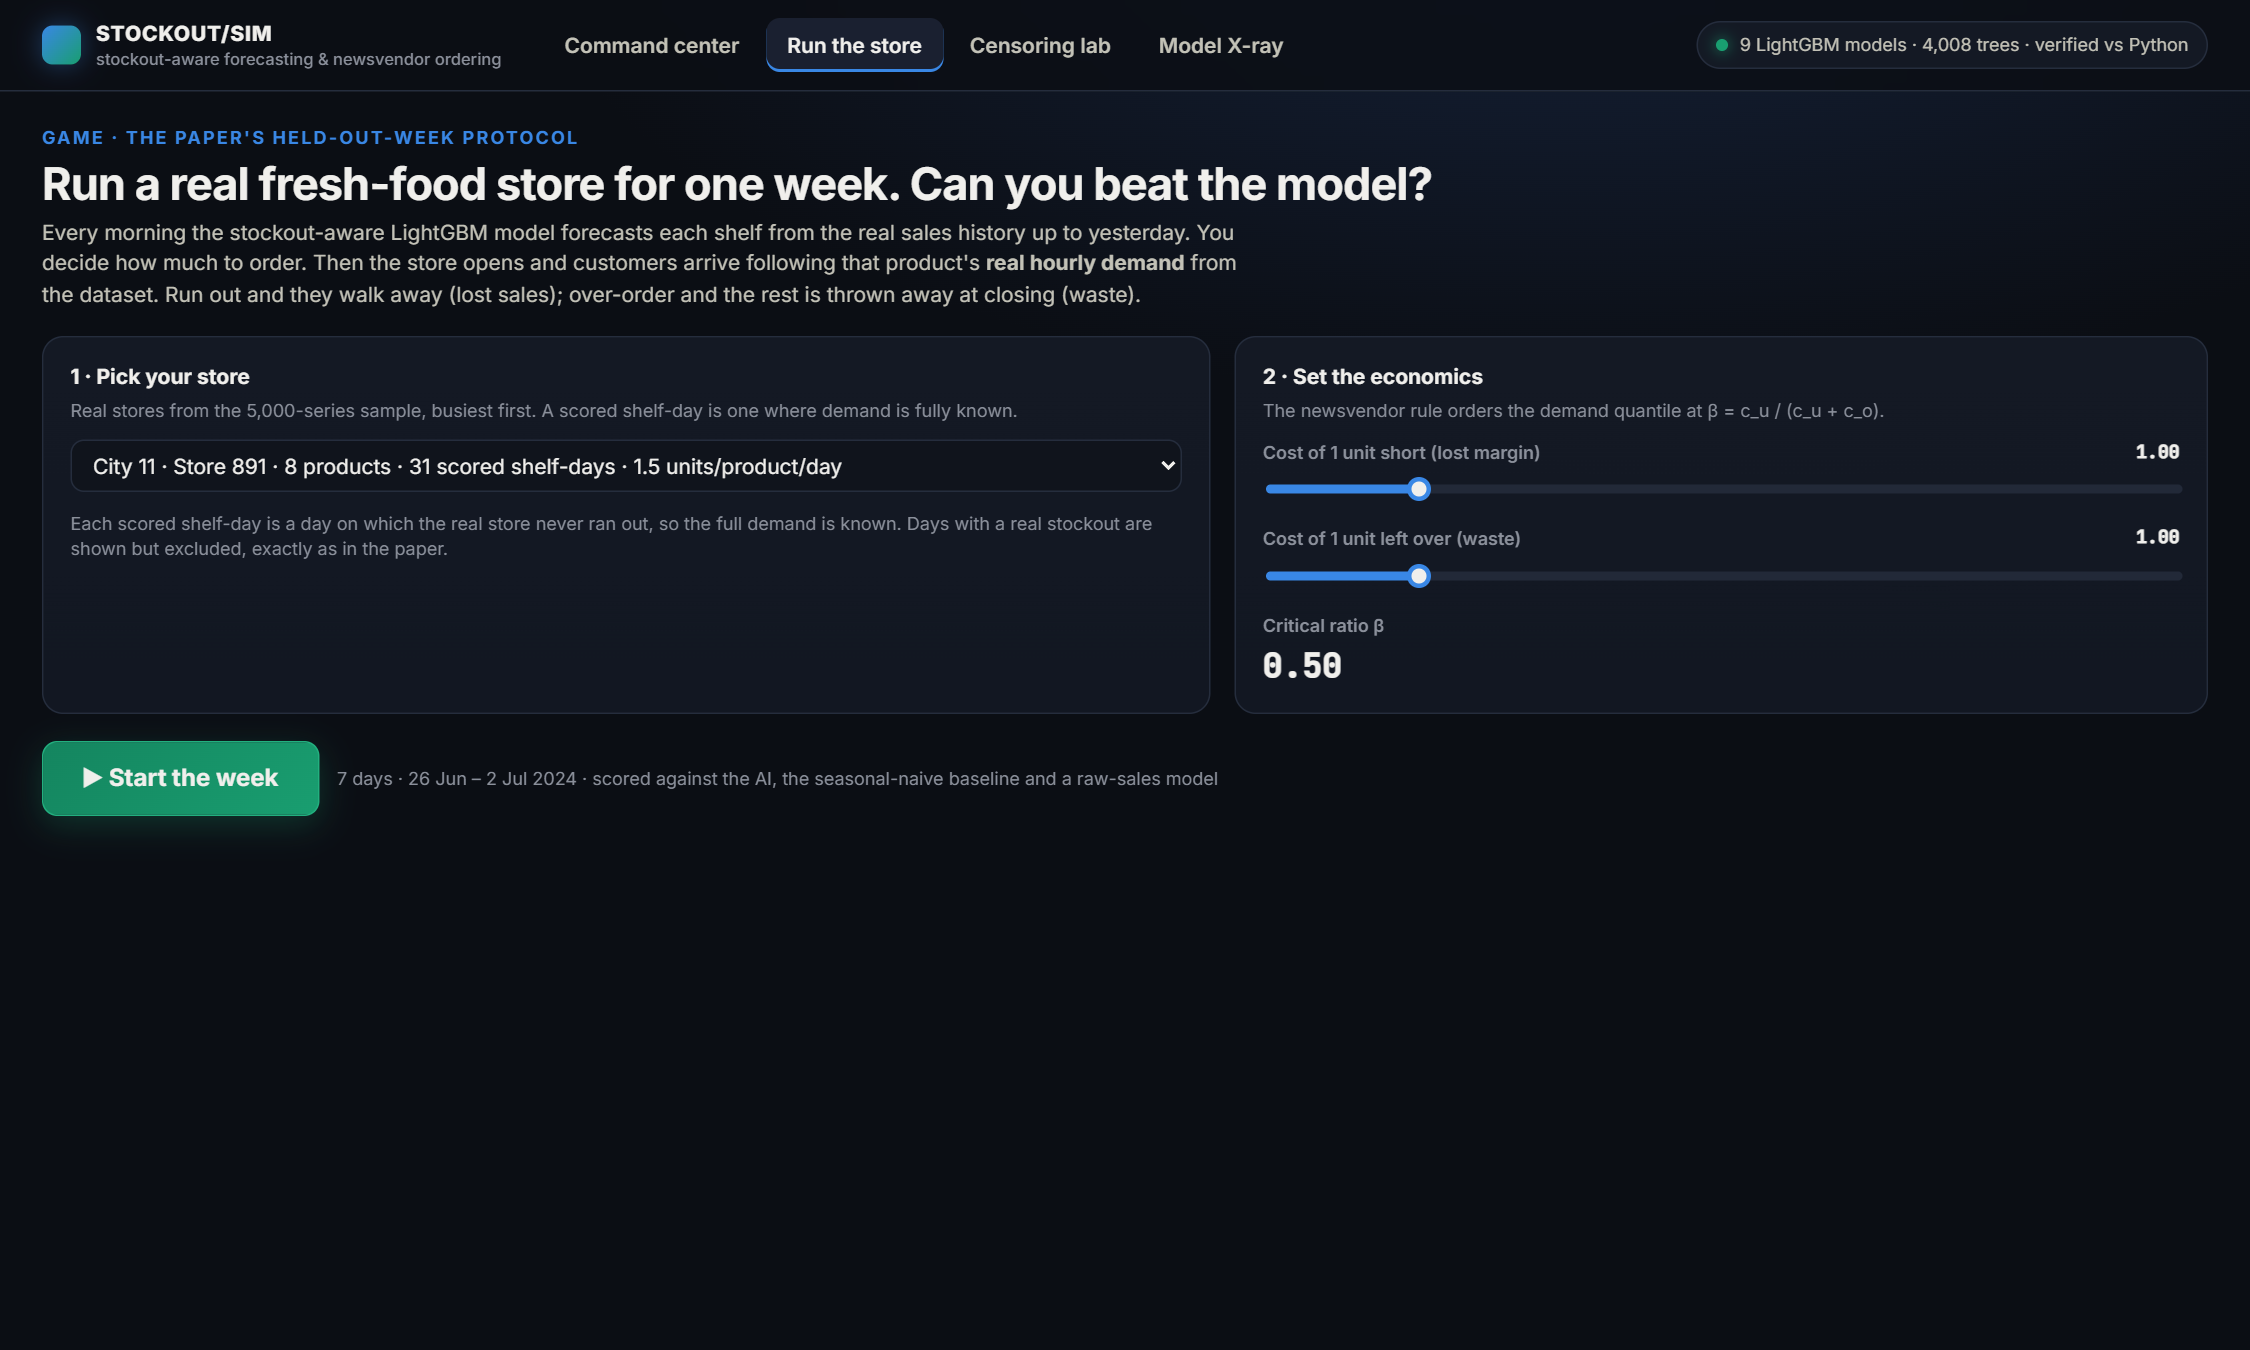 STOCKOUT/SIM
stockout-aware forecasting & newsvendor ordering
Command center
Run the store
Censoring lab
Model X-ray
9 LightGBM models · 4,008 trees · verified vs Python
GAME · THE PAPER'S HELD-OUT-WEEK PROTOCOL
Run a real fresh-food store for one week. Can you beat the model?
Every morning the stockout-aware LightGBM model forecasts each shelf from the real sales history up to yesterday. You
decide how much to order. Then the store opens and customers arrive following that product's real hourly demand from
the dataset. Run out and they walk away (lost sales); over-order and the rest is thrown away at closing (waste).
1 · Pick your store
Real stores from the 5,000-series sample, busiest first. A scored shelf-day is one where demand is fully known.
City 11 · Store 891 · 8 products · 31 scored shelf-days · 1.5 units/product/day
Each scored shelf-day is a day on which the real store never ran out, so the full demand is known. Days with a real stockout are
shown but excluded, exactly as in the paper.
2 · Set the economics
The newsvendor rule orders the demand quantile at β = c_u / (c_u + c_o).
Cost of 1 unit short (lost margin)
1.00
Cost of 1 unit left over (waste)
1.00
Critical ratio β
0.50
▶ Start the week
7 days · 26 Jun – 2 Jul 2024 · scored against the AI, the seasonal-naive baseline and a raw-sales model